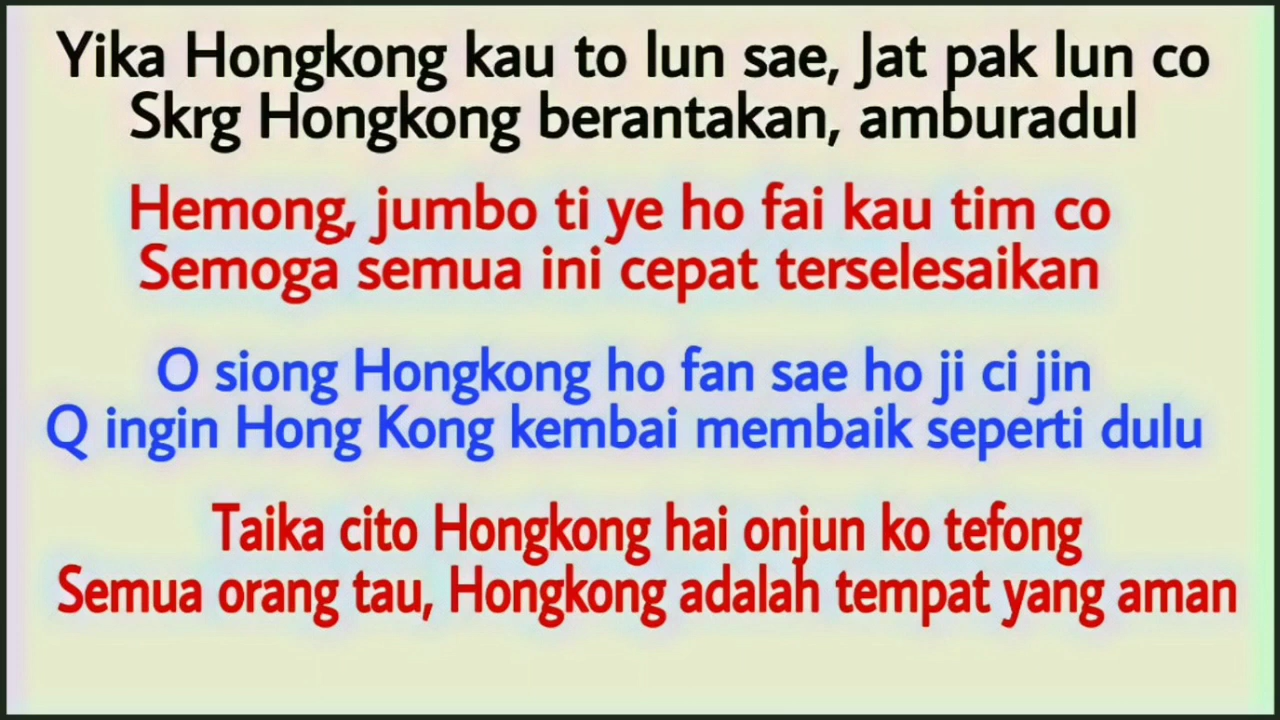 Yika Hongkong kau to lun sae, Jat pak lun co
Skrg Hongkong berantakan, amburadul
Hemong, jumbo ti ye ho fai kau tim co
Semoga semua ini cepat terselesaikan
O siong Hongkong ho fan sae ho ji ci jin
Q ingin Hong Kong kembai membaik seperti dulu
Taika cito Hongkong hai onjun ko tefong
Semua orang tau, Hongkong adalah tempat yang aman